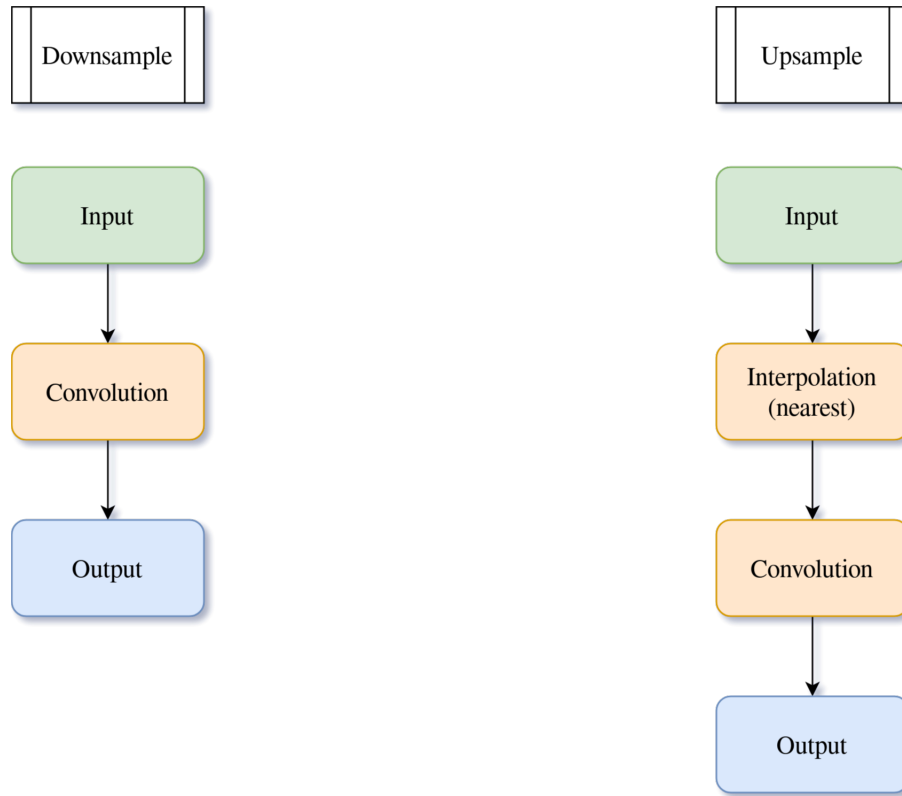 Downsample
Input
Convolution
Output
Upsample
Input
Interpolation
(nearest)
Convolution
Output